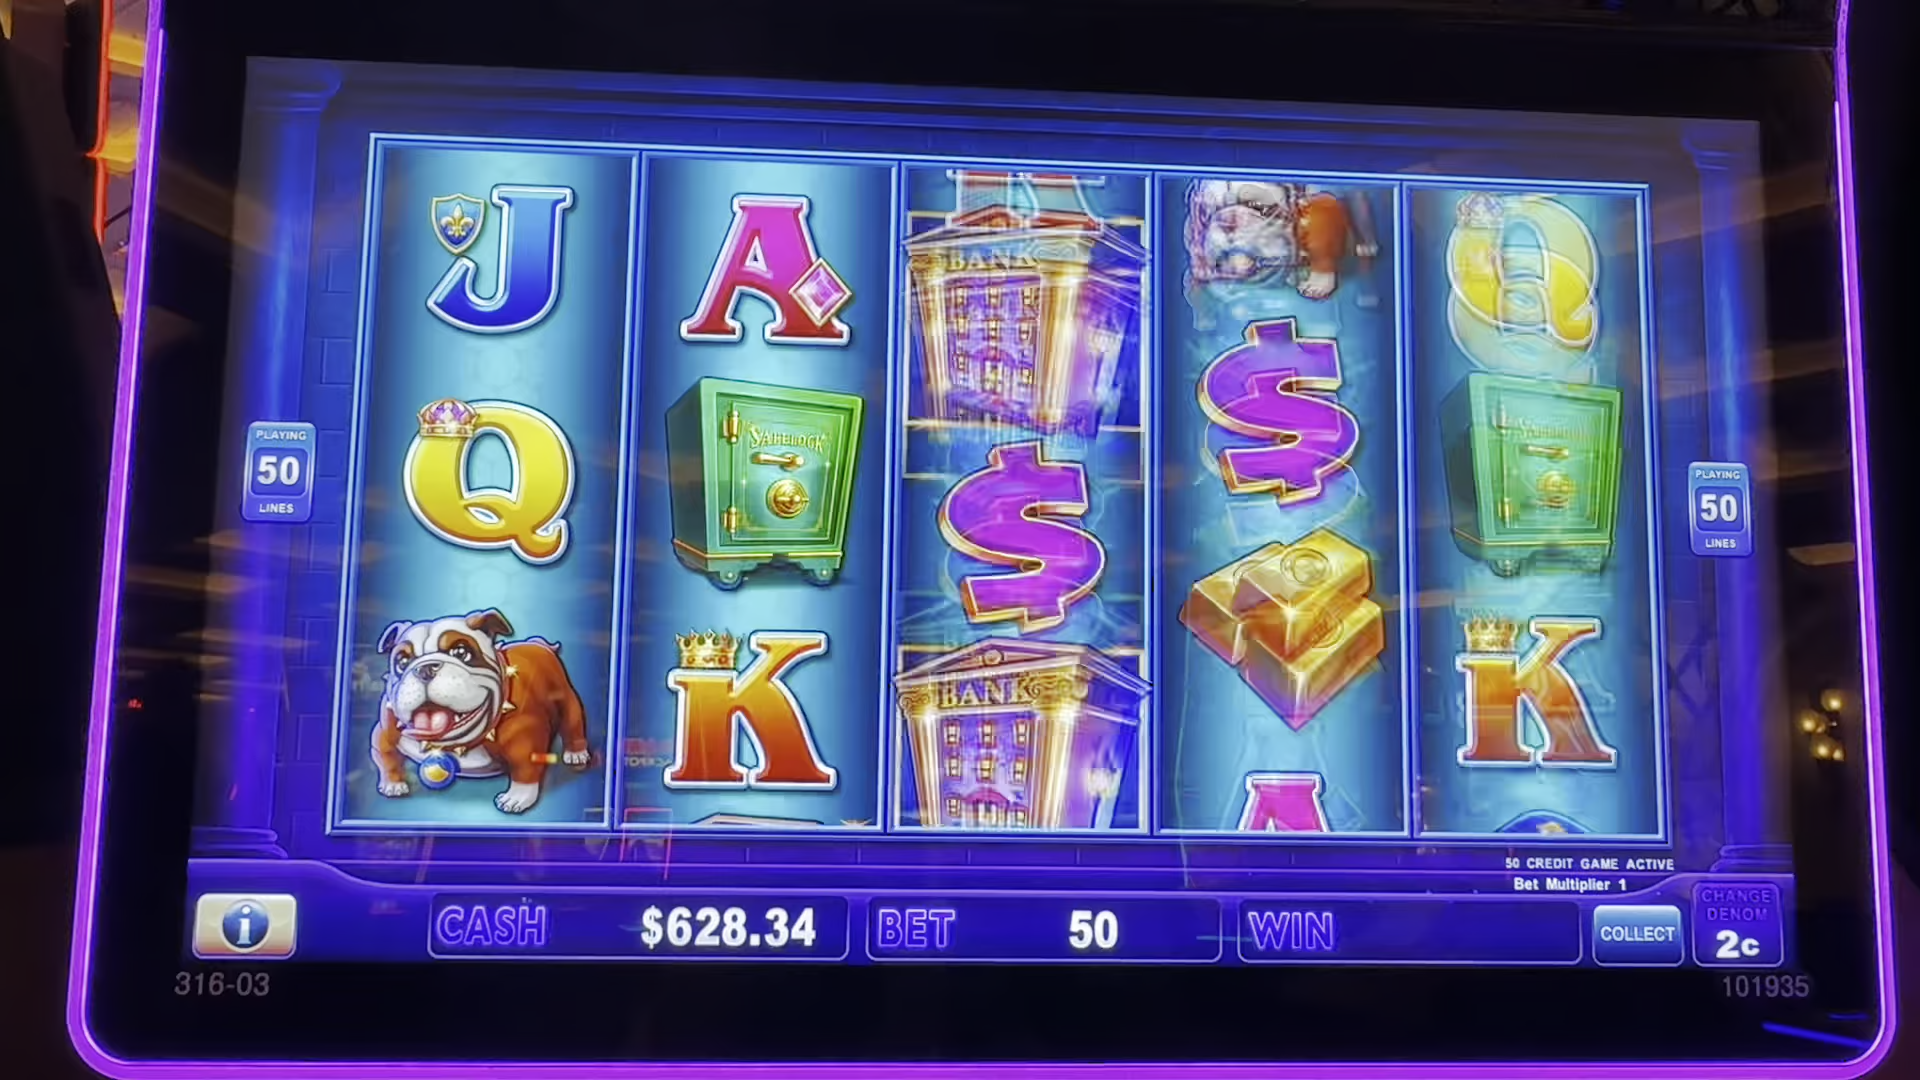 J
A
BANK
Q
Q
SAFELOCK
$
$
K
BANK
K
A
PLAYING
50
LINES
PLAYING
50
LINES
50 CREDIT GAME ACTIVE
Bet Multiplier 1
CASH $628.34
BET 50
WIN
COLLECT
CHANGE
DENOM
2c
316-03
101935